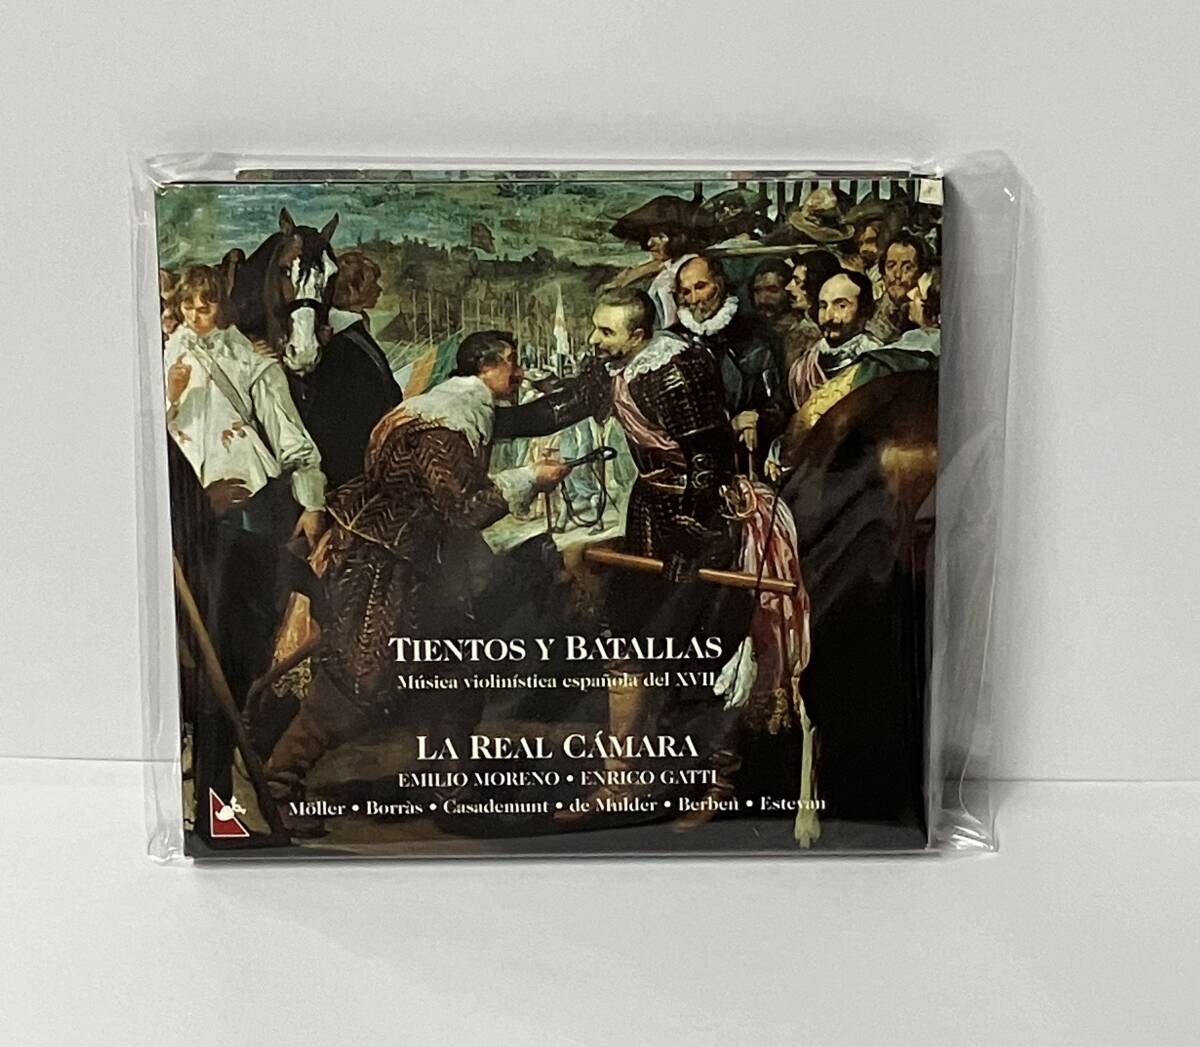 TIENTOS Y BATALLAS
Música violinística española del XVII
LA REAL CÁMARA
EMILIO MORENO • ENRICO GATTI
Möller • Borràs • Casademunt • de Mulder • Berben • Estevan